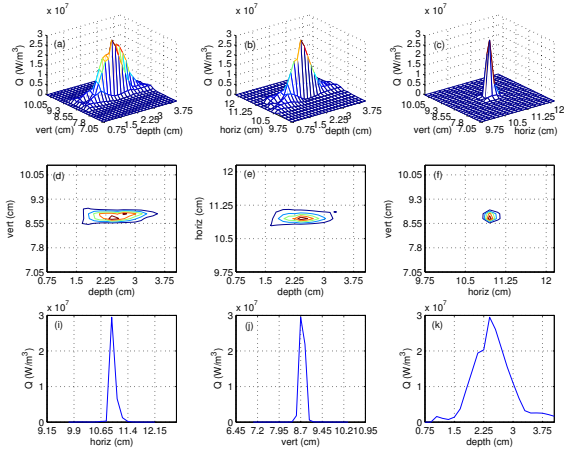 x 10^7
3
2.5
2
1.5
1
0.5
0
Q (W/m^3)
(a)
10.05
9.3
8.55
7.8
7.05
vert (cm)
0.75
1.5
2.25
3
3.75
depth (cm)
x 10^7
3
2.5
2
1.5
1
0.5
0
Q (W/m^3)
(b)
12
11.25
10.5
9.75
horiz (cm)
0.75
1.5
2.25
3
3.75
depth (cm)
x 10^7
3
2.5
2
1.5
1
0.5
0
Q (W/m^3)
(c)
10.05
9.3
8.55
7.8
7.05
vert (cm)
9.75
10.5
11.25
12
horiz (cm)
(d)
10.05
9.3
8.55
7.8
7.05
vert (cm)
0.75 1.5 2.25 3 3.75
depth (cm)
(e)
12
11.25
10.5
9.75
horiz (cm)
0.75 1.5 2.25 3 3.75
depth (cm)
(f)
10.05
9.3
8.55
7.8
7.05
vert (cm)
9.75 10.5 11.25 12
horiz (cm)
x 10^7
3
2
1
0
Q (W/m^3)
(i)
9.15 9.9 10.65 11.4 12.15
horiz (cm)
x 10^7
3
2
1
0
Q (W/m^3)
(j)
6.45 7.2 7.95 8.7 9.45 10.2 10.95
vert (cm)
x 10^7
3
2
1
0
Q (W/m^3)
(k)
0.75 1.5 2.25 3 3.75
depth (cm)